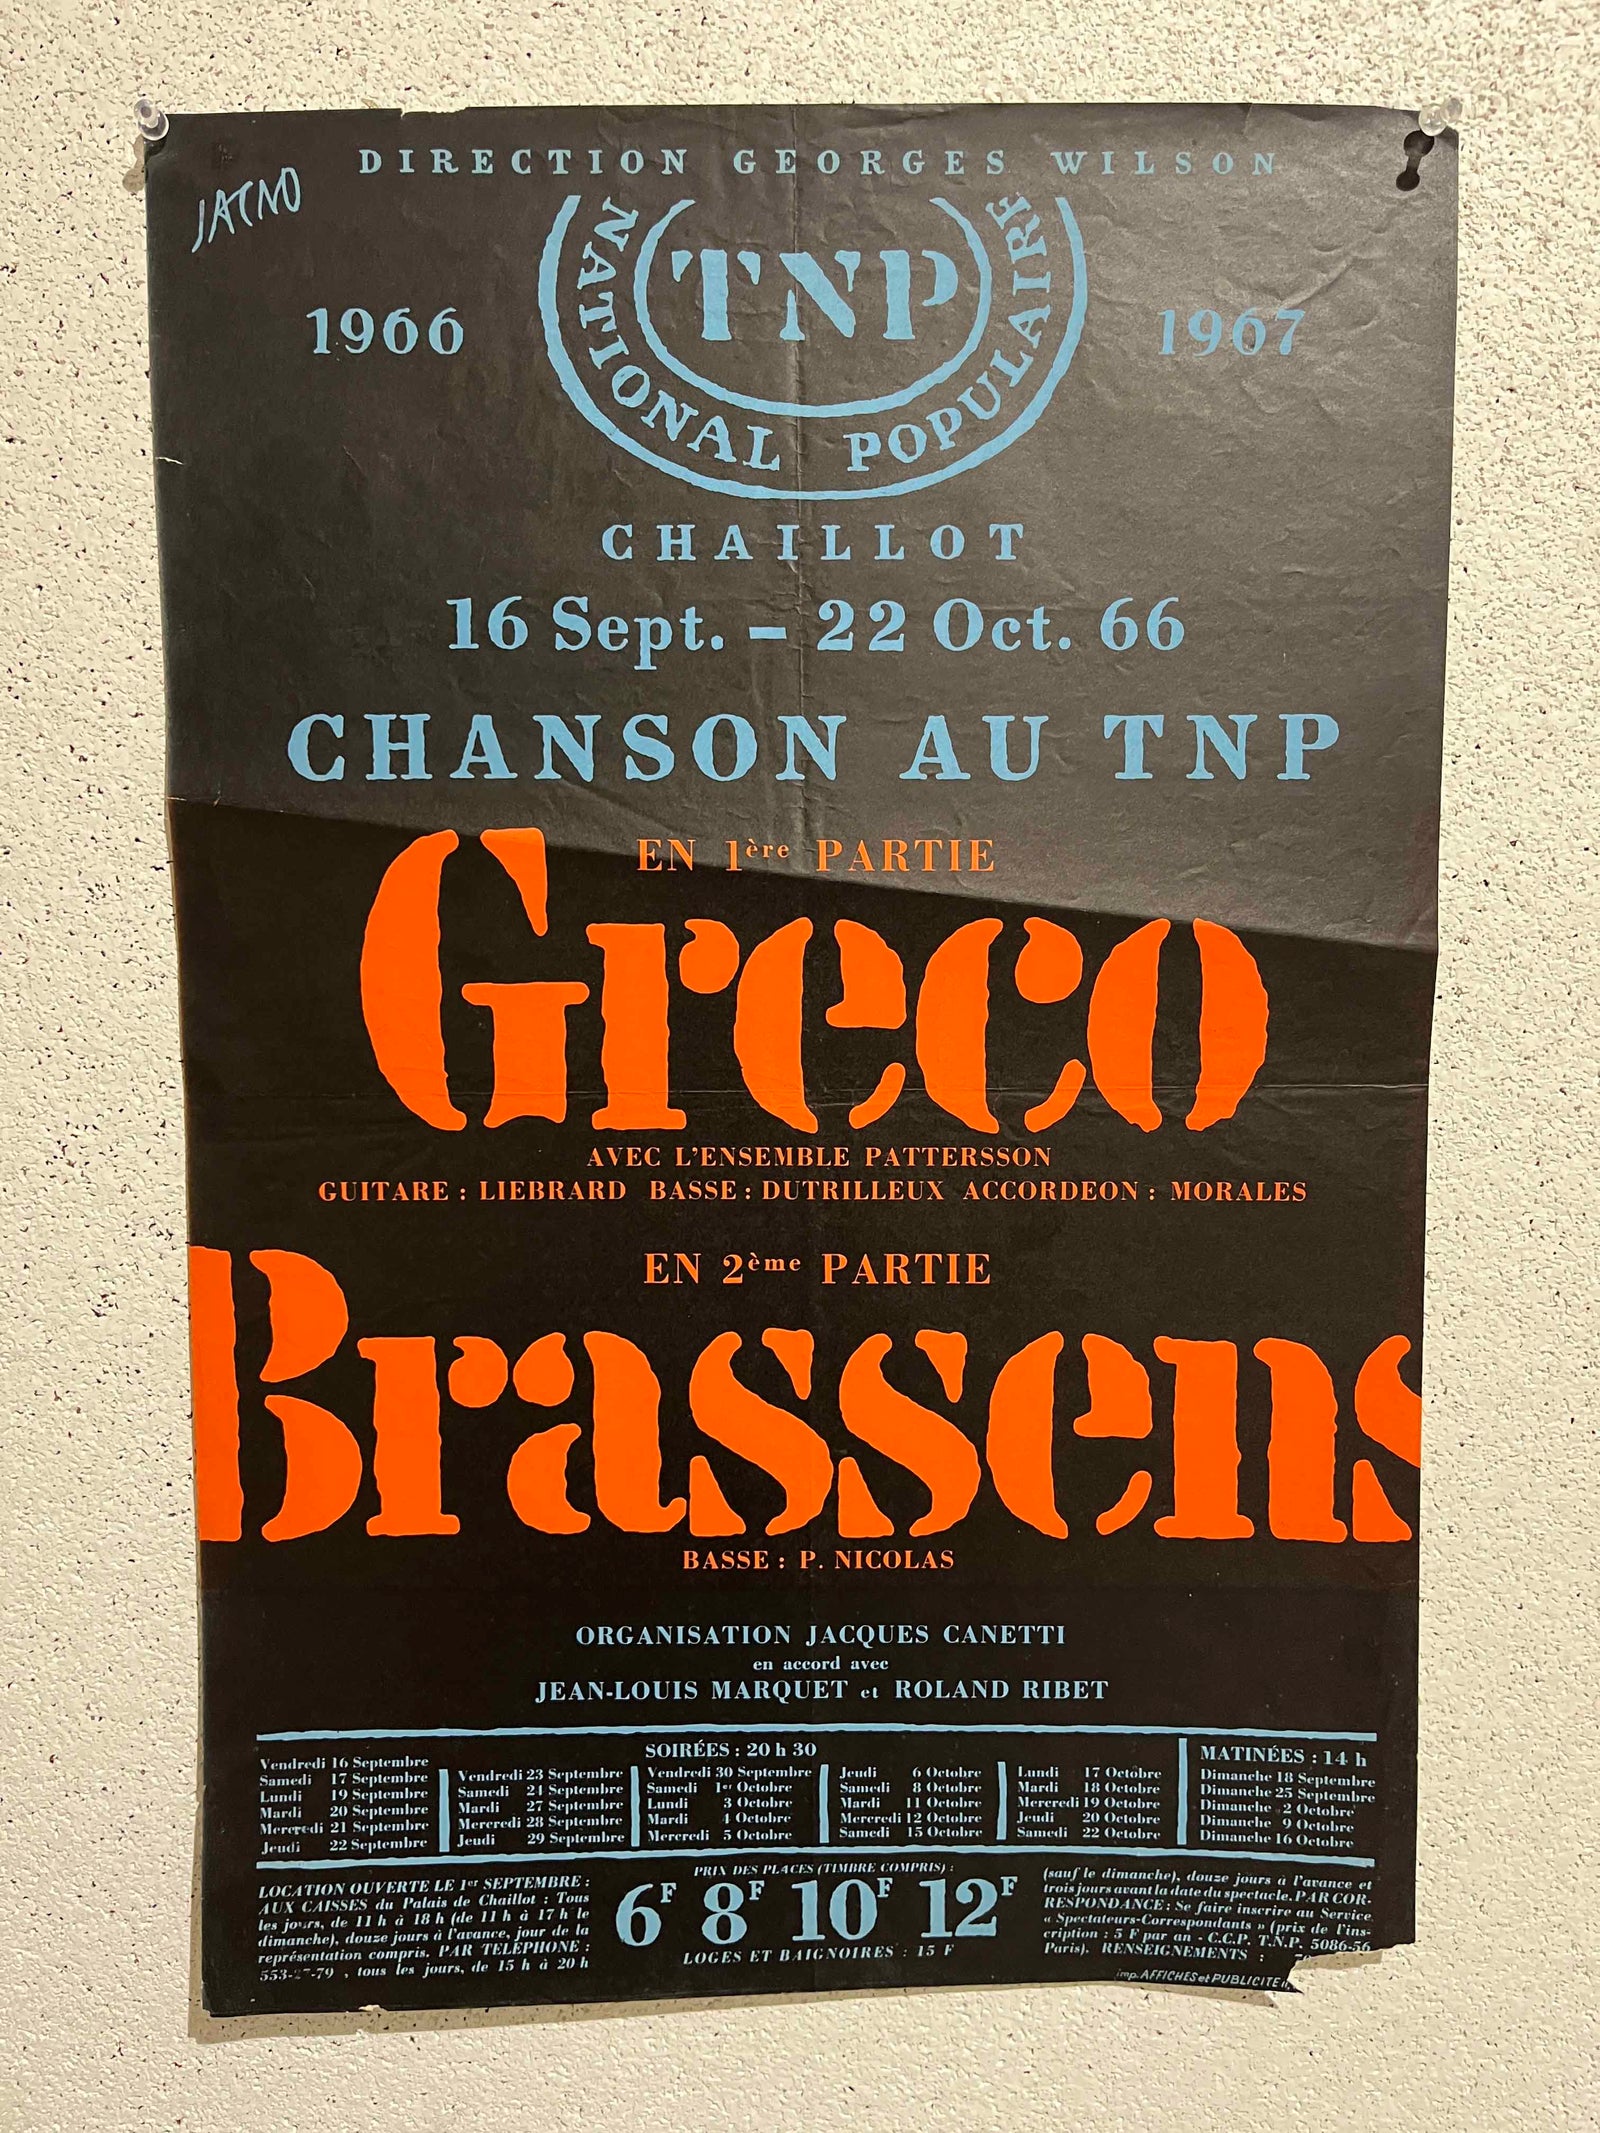 DIRECTION GEORGES WILSON
JACNO
TNP
NATIONAL POPULAIRE
1966
1967
CHAILLOT
16 Sept. – 22 Oct. 66
CHANSON AU TNP
EN 1ère PARTIE
Greco
AVEC L'ENSEMBLE PATTERSSON
GUITARE : LIEBRARD BASSE : DUTRILLEUX ACCORDEON : MORALES
EN 2ème PARTIE
Brassens
BASSE : P. NICOLAS
ORGANISATION JACQUES CANETTI
en accord avec
JEAN-LOUIS MARQUET et ROLAND RIBET
SOIRÉES : 20 h 30
Vendredi 16 Septembre
Samedi 17 Septembre
Lundi 19 Septembre
Mardi 20 Septembre
Mercredi 21 Septembre
Jeudi 22 Septembre
Vendredi 23 Septembre
Samedi 24 Septembre
Mardi 27 Septembre
Mercredi 28 Septembre
Jeudi 29 Septembre
Vendredi 30 Septembre
Samedi 1er Octobre
Lundi 3 Octobre
Mardi 4 Octobre
Mercredi 5 Octobre
Jeudi 6 Octobre
Samedi 8 Octobre
Mardi 11 Octobre
Mercredi 12 Octobre
Samedi 15 Octobre
Lundi 17 Octobre
Mardi 18 Octobre
Mercredi 19 Octobre
Jeudi 20 Octobre
Samedi 22 Octobre
MATINÉES : 14 h
Dimanche 18 Septembre
Dimanche 25 Septembre
Dimanche 2 Octobre
Dimanche 9 Octobre
Dimanche 16 Octobre
LOCATION OUVERTE LE 1er SEPTEMBRE :
AUX CAISSES du Palais de Chaillot : Tous
les jours, de 11 h à 18 h (de 11 h à 17 h le
dimanche), douze jours à l'avance, jour de la
représentation compris. PAR TELÉPHONE :
, tous les jours, de 15 h à 20 h
PRIX DES PLACES (TIMBRE COMPRIS) :
6F 8F 10F 12F
LOGES ET BAIGNOIRES : 15 F
(sauf le dimanche), douze jours à l'avance et
trois jours avant la date du spectacle. PAR COR-
RESPONDANCE : Se faire inscrire au Service
« Spectateurs-Correspondants » (prix de l'ins-
cription : 5 F par an - C.C.P. T.N.P. 5086-56
Paris). RENSEIGNEMENTS :
imp. AFFICHES et PUBLICITE